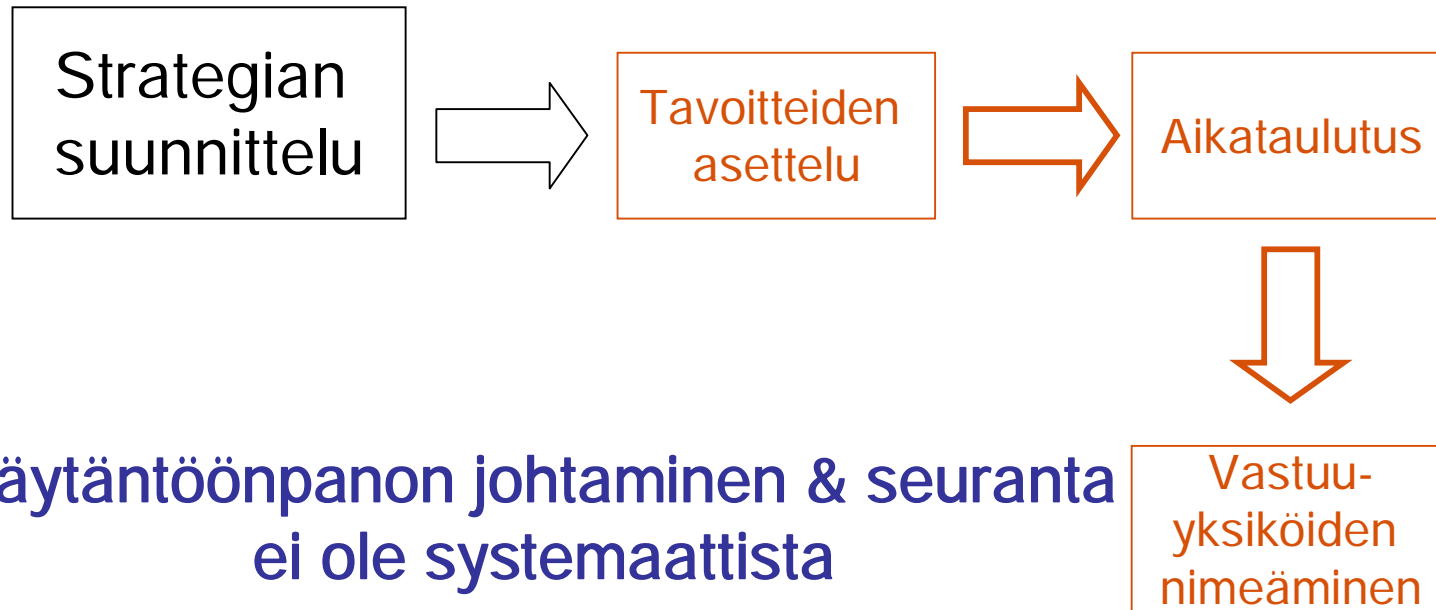 Strategian
suunnittelu
Tavoitteiden
asettelu
Aikataulutus
äytäntöönpanon johtaminen & seuranta
ei ole systemaattista
Vastuu-
yksiköiden
nimeäminen